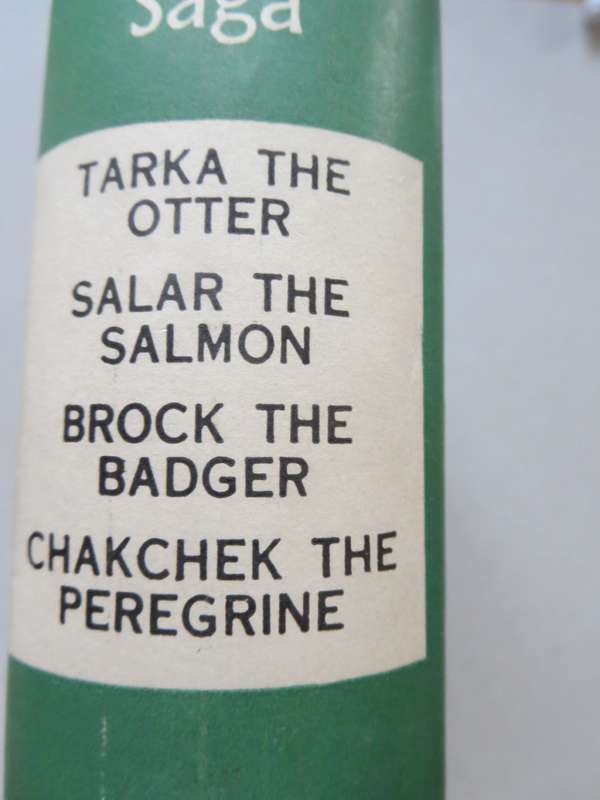 Saga
TARKA THE
OTTER
SALAR THE
SALMON
BROCK THE
BADGER
CHAKCHEK THE
PEREGRINE